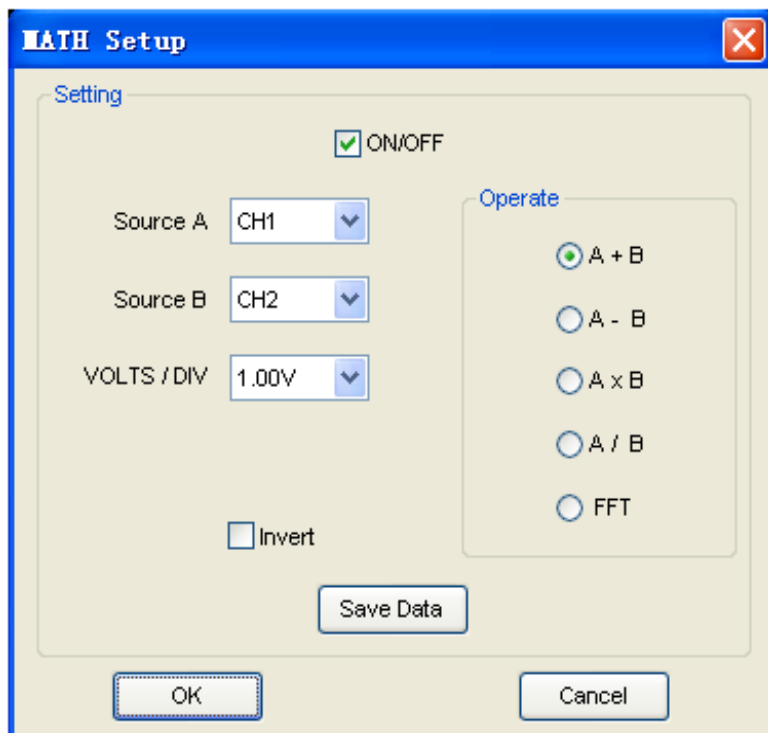 MATH Setup
Setting
ON/OFF
Source A CH1
Source B CH2
VOLTS / DIV 1.00V
Operate
A + B
A - B
A x B
A / B
FFT
Invert
Save Data
OK Cancel